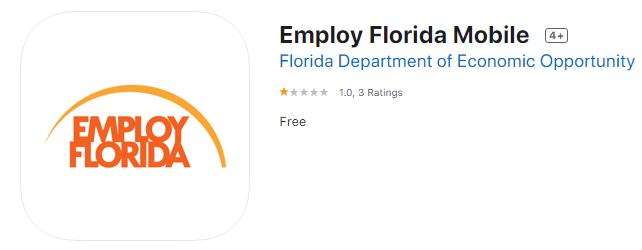 Employ Florida Mobile 4+
Florida Department of Economic Opportunity
1.0, 3 Ratings
Free
EMPLOY
FLORIDA